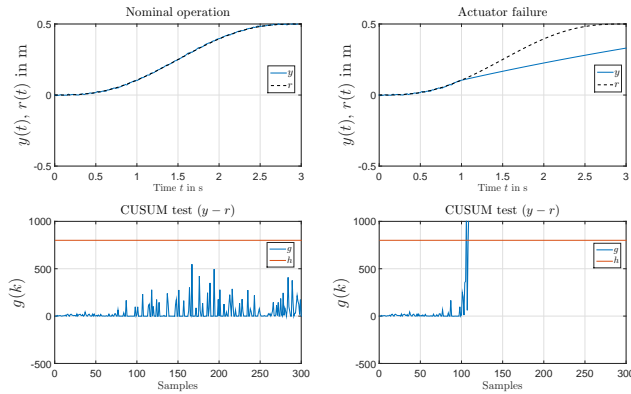 Nominal operation
y(t), r(t) in m
0.5
0
-0.5
y
r
0 0.5 1 1.5 2 2.5 3
Time t in s
Actuator failure
y(t), r(t) in m
0.5
0
-0.5
y
r
0 0.5 1 1.5 2 2.5 3
Time t in s
CUSUM test (y − r)
g(k)
1000
500
0
-500
g
h
0 50 100 150 200 250 300
Samples
CUSUM test (y − r)
g(k)
1000
500
0
-500
g
h
0 50 100 150 200 250 300
Samples